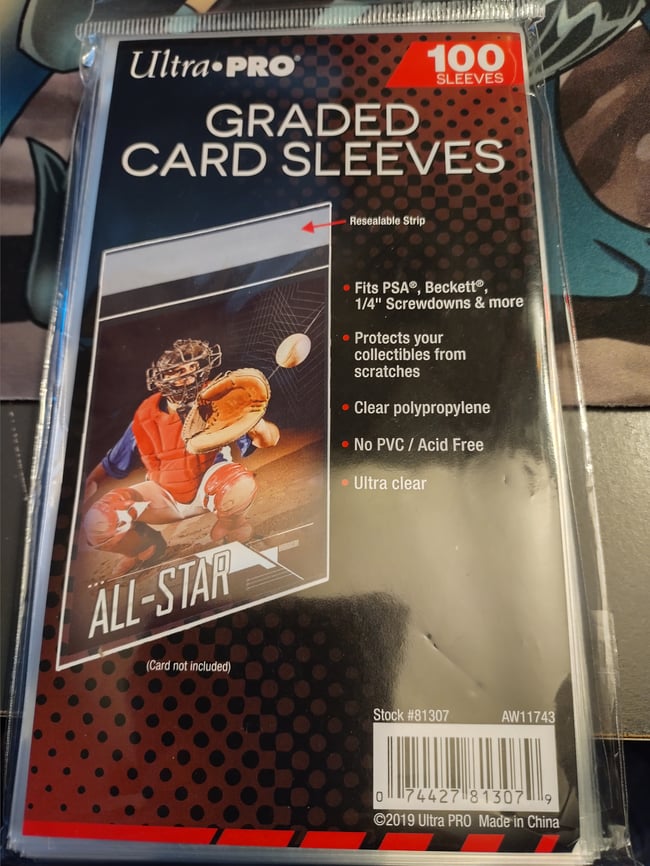 Ultra•PRO®
100
SLEEVES
GRADED
CARD SLEEVES
Resealable Strip
• Fits PSA®, Beckett®,
1/4" Screwdowns & more
• Protects your
collectibles from
scratches
• Clear polypropylene
• No PVC / Acid Free
• Ultra clear
ALL-STAR
(Card not included)
Stock #81307 AW11743
0 74427 81307 9
©2019 Ultra PRO Made in China